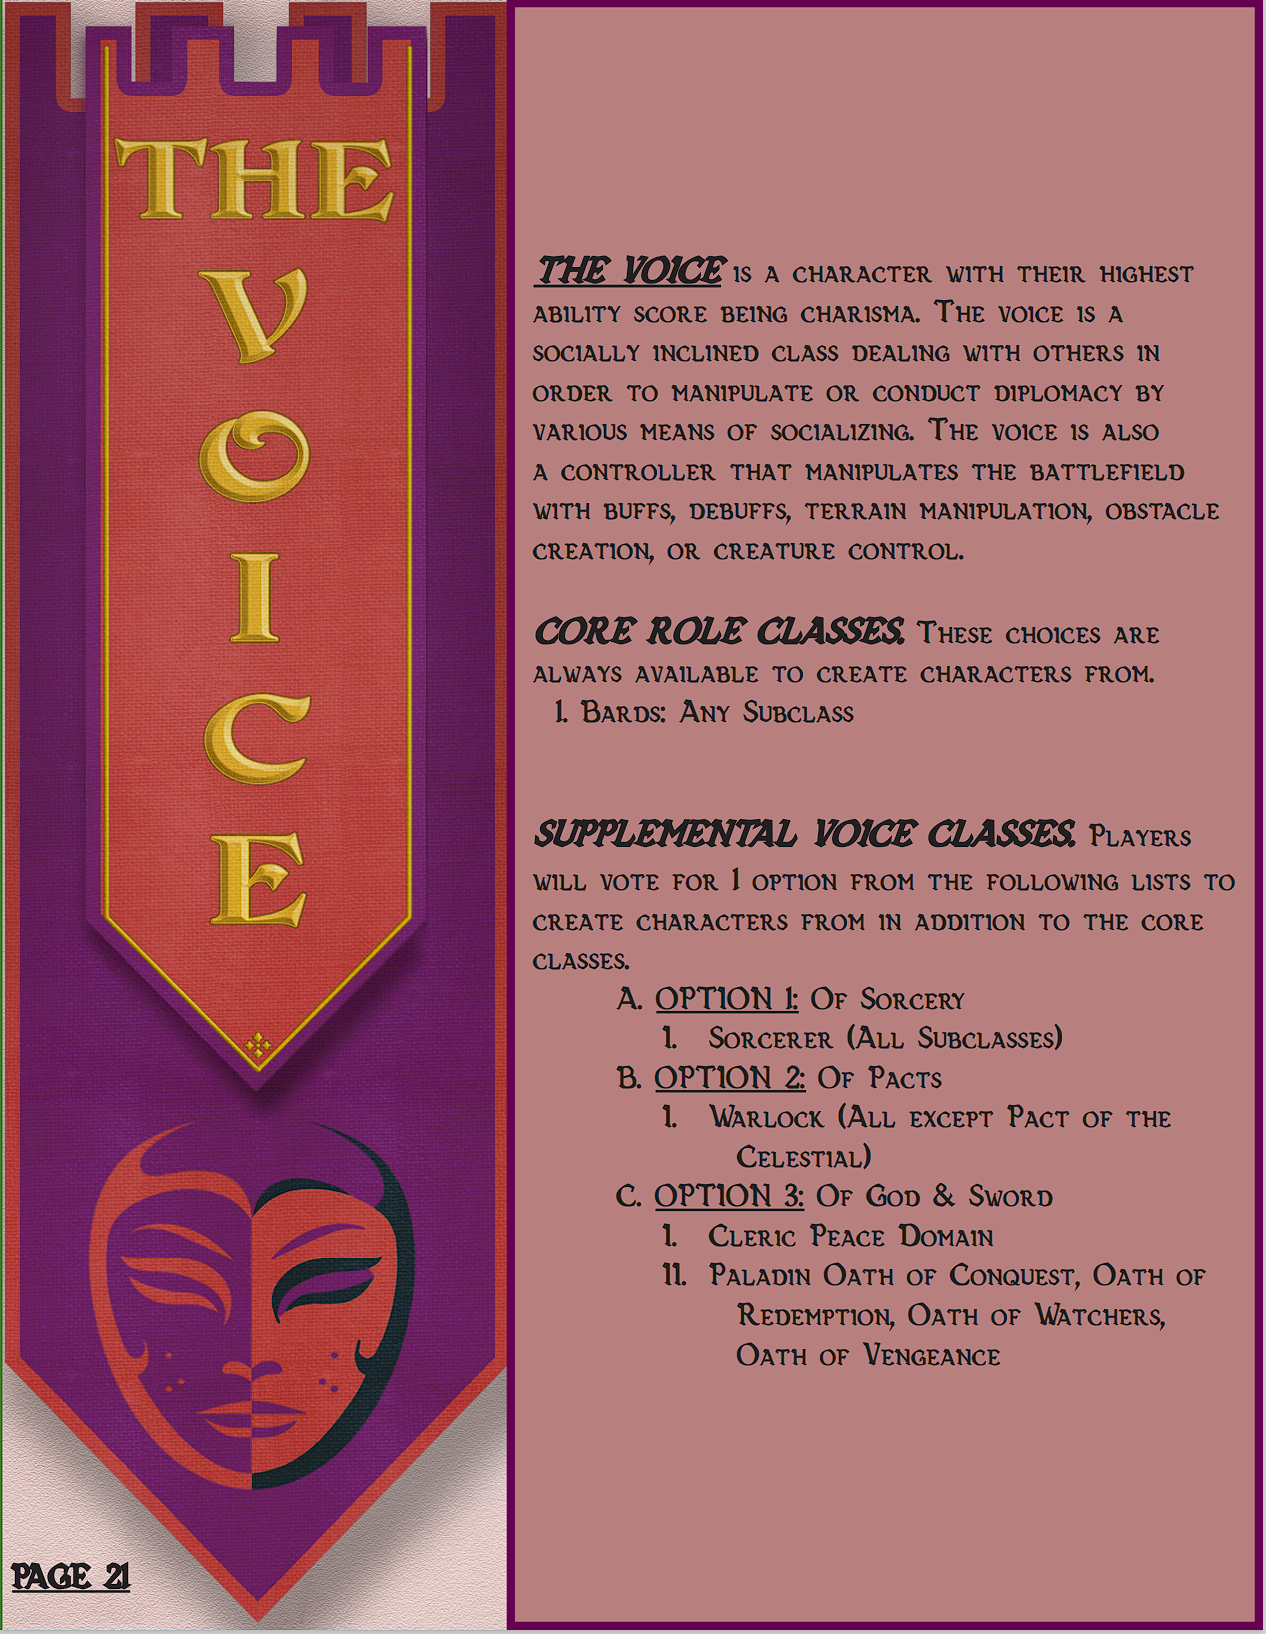 THE
V
O
I
C
E
THE VOICE IS A CHARACTER WITH THEIR HIGHEST
ABILITY SCORE BEING CHARISMA. THE VOICE IS A
SOCIALLY INCLINED CLASS DEALING WITH OTHERS IN
ORDER TO MANIPULATE OR CONDUCT DIPLOMACY BY
VARIOUS MEANS OF SOCIALIZING. THE VOICE IS ALSO
A CONTROLLER THAT MANIPULATES THE BATTLEFIELD
WITH BUFFS, DEBUFFS, TERRAIN MANIPULATION, OBSTACLE
CREATION, OR CREATURE CONTROL.
CORE ROLE CLASSES. THESE CHOICES ARE
ALWAYS AVAILABLE TO CREATE CHARACTERS FROM.
1. BARDS: ANY SUBCLASS
SUPPLEMENTAL VOICE CLASSES. PLAYERS
WILL VOTE FOR 1 OPTION FROM THE FOLLOWING LISTS TO
CREATE CHARACTERS FROM IN ADDITION TO THE CORE
CLASSES.
A. OPTION 1: OF SORCERY
I. SORCERER (ALL SUBCLASSES)
B. OPTION 2: OF PACTS
I. WARLOCK (ALL EXCEPT PACT OF THE
CELESTIAL)
C. OPTION 3: OF GOD & SWORD
I. CLERIC PEACE DOMAIN
II. PALADIN OATH OF CONQUEST, OATH OF
REDEMPTION, OATH OF WATCHERS,
OATH OF VENGEANCE
PAGE 21